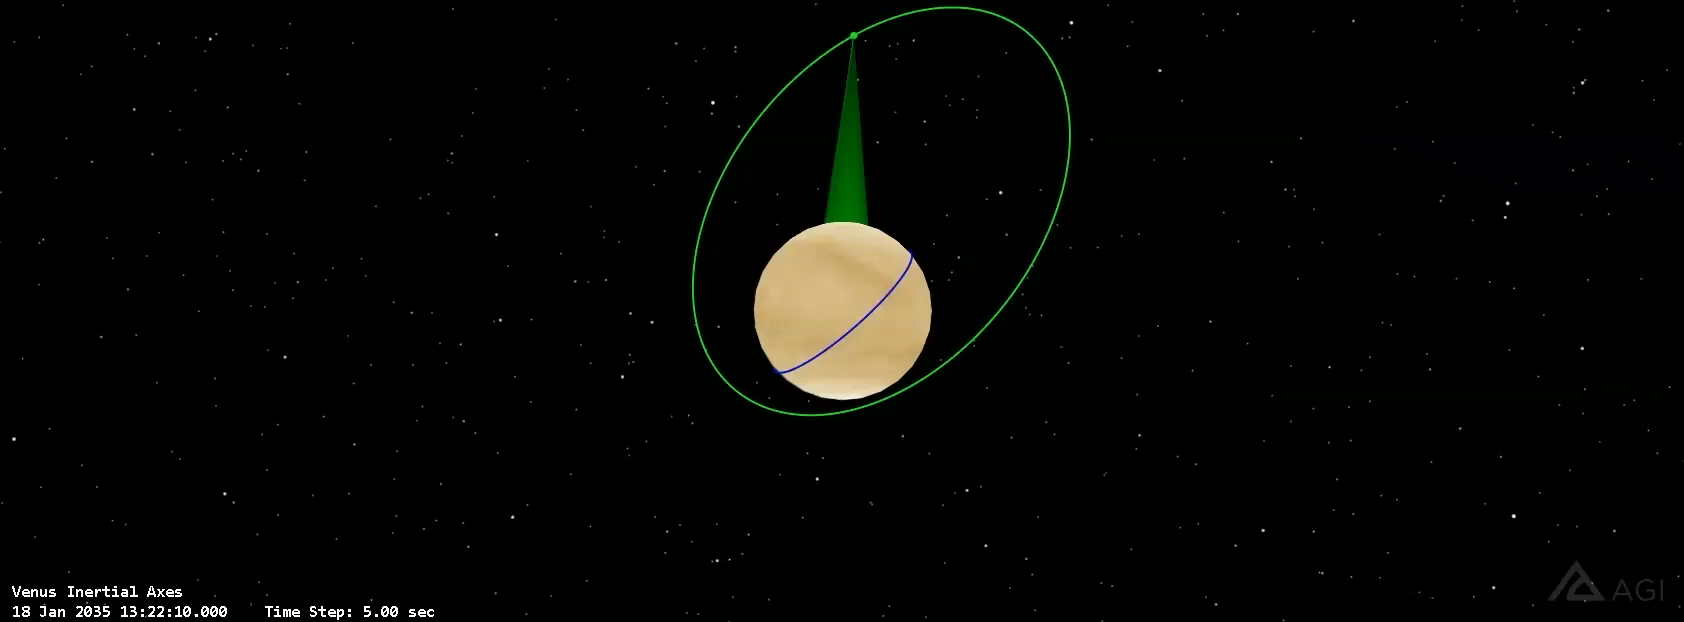 Venus Inertial Axes
18 Jan 2035 13:22:10.000    Time Step: 5.00 sec
AGI